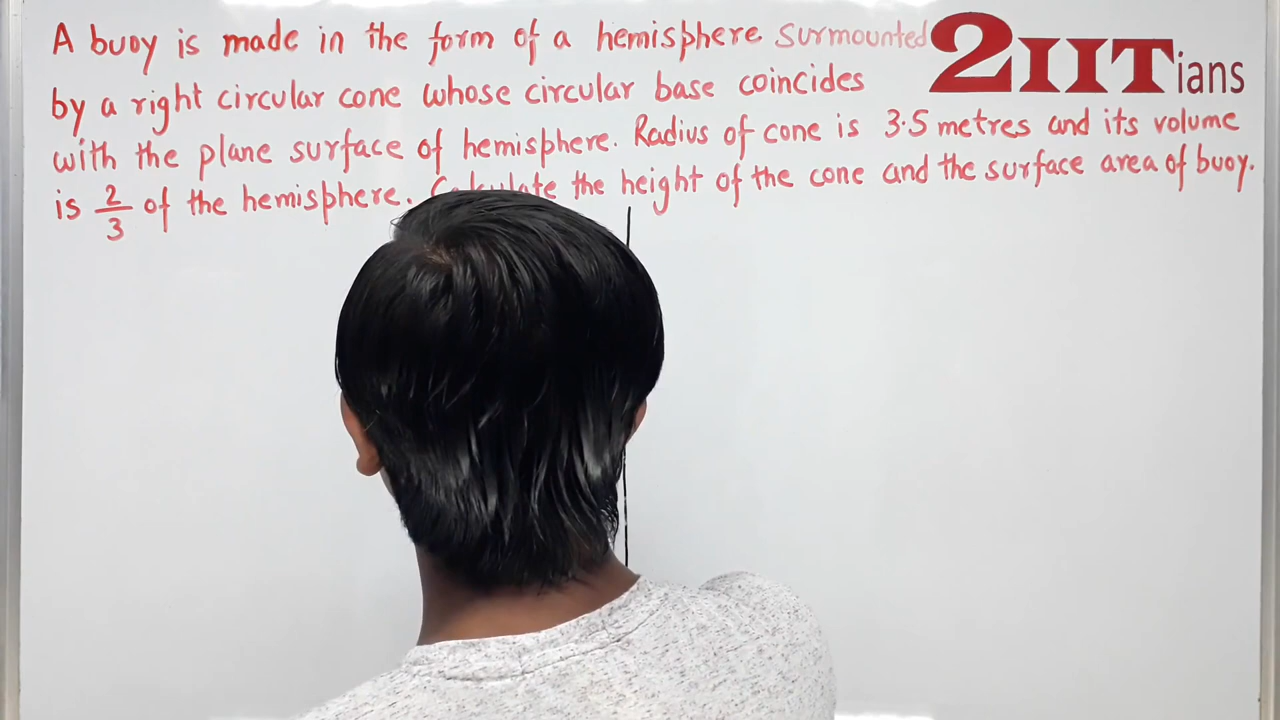 A buoy is made in the form of a hemisphere surmounted
by a right circular cone whose circular base coincides
with the plane surface of hemisphere. Radius of cone is 3.5 metres and its volume
is 2/3 of the hemisphere. Calculate the height of the cone and the surface area of buoy.
2IITians